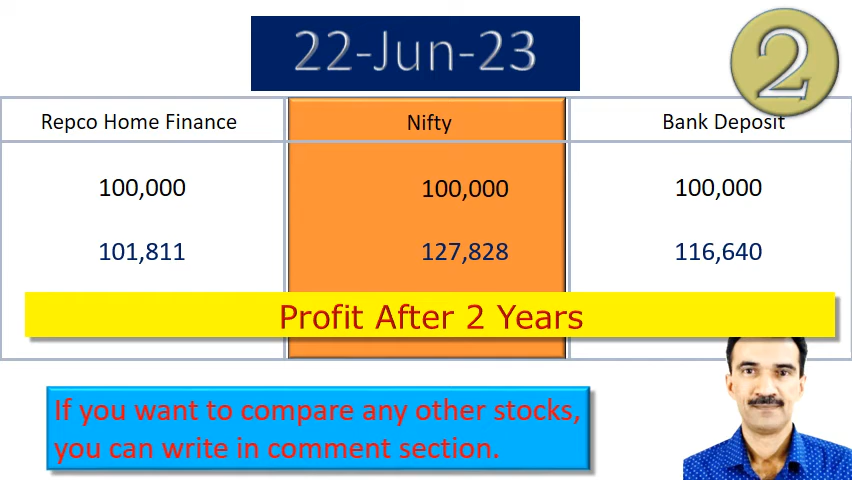 22-Jun-23
2
Repco Home Finance Nifty Bank Deposit
100,000 100,000 100,000
101,811 127,828 116,640
Profit After 2 Years
If you want to compare any other stocks,
you can write in comment section.